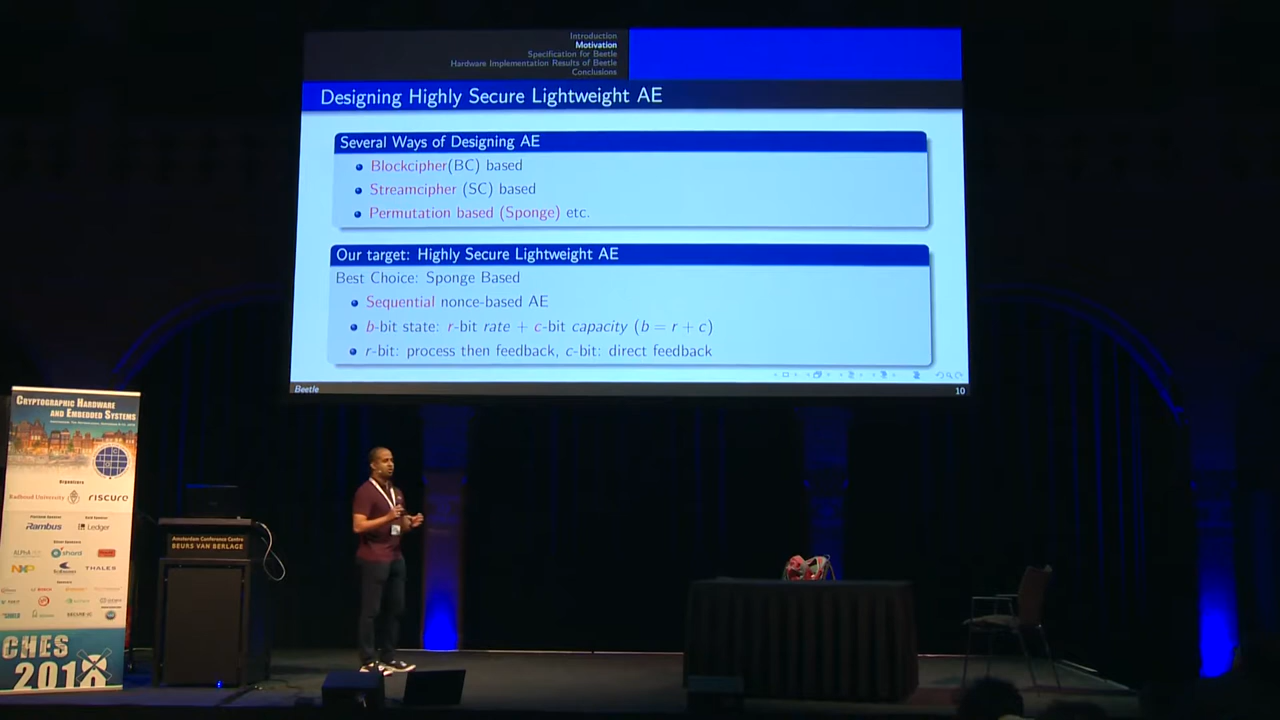 Introduction
Motivation
Specification for Beetle
Hardware Implementation Results of Beetle
Conclusions
Designing Highly Secure Lightweight AE
Several Ways of Designing AE
Blockcipher(BC) based
Streamcipher (SC) based
Permutation based (Sponge) etc.
Our target: Highly Secure Lightweight AE
Best Choice: Sponge Based
Sequential nonce-based AE
b-bit state: r-bit rate + c-bit capacity (b = r + c)
r-bit: process then feedback, c-bit: direct feedback
Beetle
10
Cryptographic Hardware
and Embedded Systems
Organizers
Radboud University
riscure
Rambus
Ledger
eshard
NXP
THALES
CHES
2018
Amsterdam Conference Centre
BEURS VAN BERLAGE